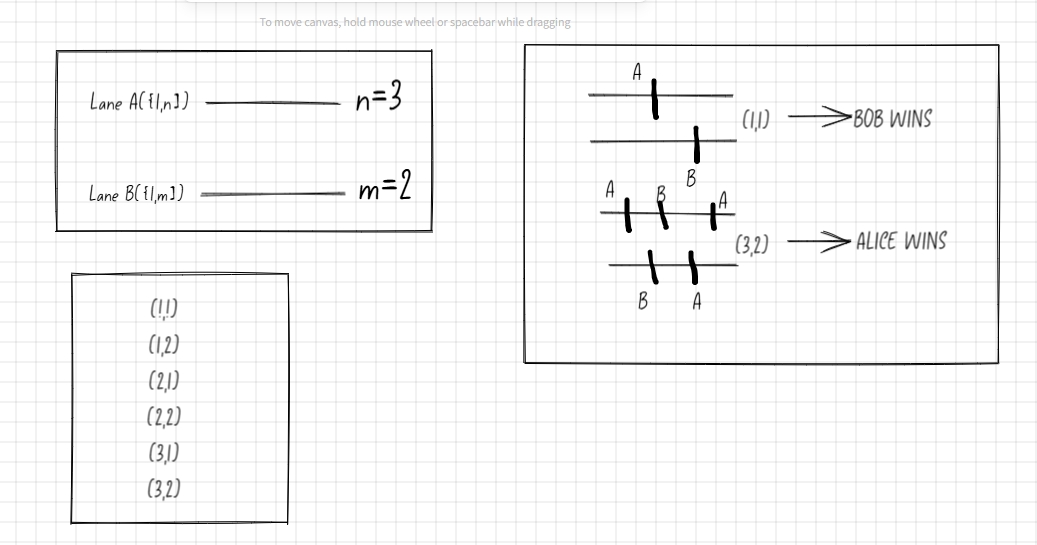 To move canvas, hold mouse wheel or spacebar while dragging
Lane A({1,n]) n=3
Lane B({1,m]) m=2
(1,1)
(1,2)
(2,1)
(2,2)
(3,1)
(3,2)
A
(1,1) BOB WINS
B
A B A
(3,2) ALICE WINS
B A